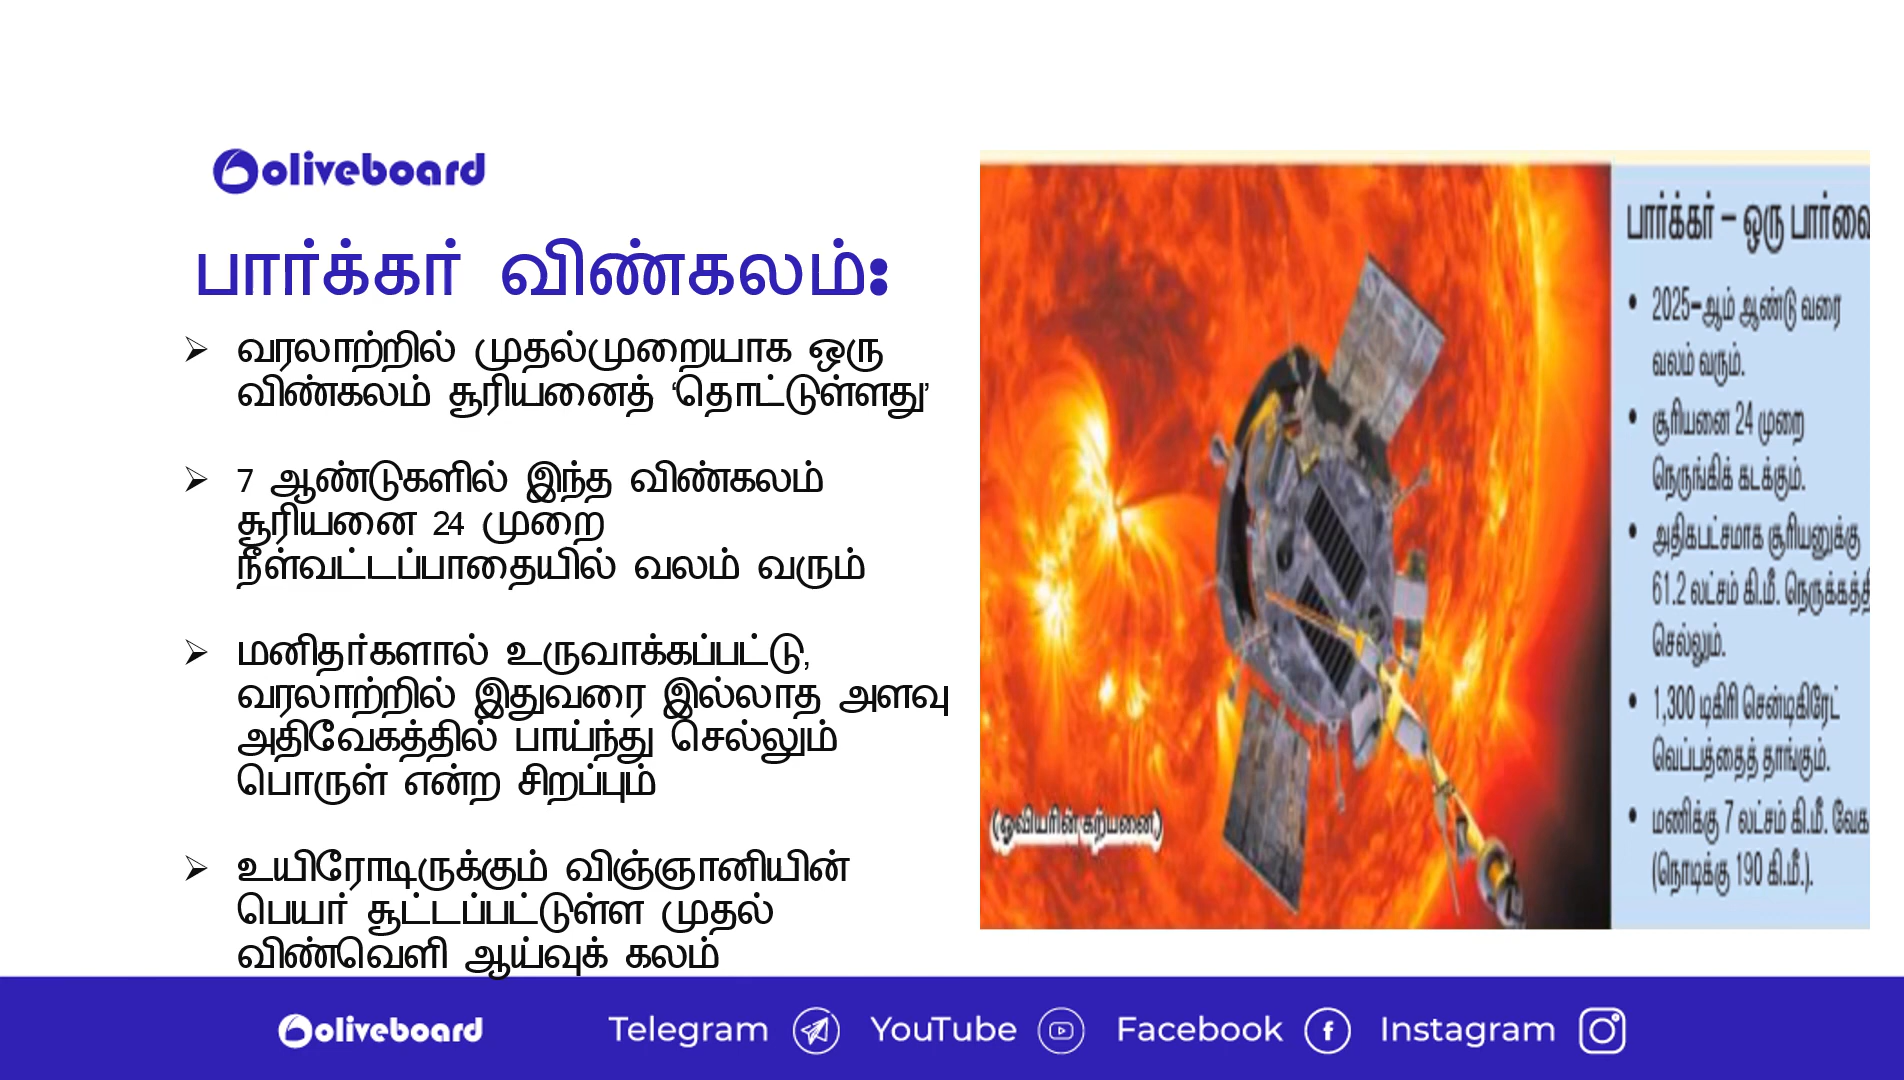 oliveboard
பார்க்கர் விண்கலம்:
➢ வரலாற்றில் முதல்முறையாக ஒரு
விண்கலம் சூரியனைத் ‘தொட்டுள்ளது’
➢ 7 ஆண்டுகளில் இந்த விண்கலம்
சூரியனை 24 முறை
நீள்வட்டப்பாதையில் வலம் வரும்
➢ மனிதர்களால் உருவாக்கப்பட்டு,
வரலாற்றில் இதுவரை இல்லாத அளவு
அதிவேகத்தில் பாய்ந்து செல்லும்
பொருள் என்ற சிறப்பும்
➢ உயிரோடிருக்கும் விஞ்ஞானியின்
பெயர் சூட்டப்பட்டுள்ள முதல்
விண்வெளி ஆய்வுக் கலம்
(ஓவியரின் கற்பனை)
பார்க்கர் – ஒரு பார்வை
• 2025-ஆம் ஆண்டு வரை
வலம் வரும்.
• சூரியனை 24 முறை
நெருங்கிக் கடக்கும்.
• அதிகபட்சமாக சூரியனுக்கு
61.2 லட்சம் கி.மீ. நெருக்கத்தி
செல்லும்.
• 1,300 டிகிரி சென்டிகிரேட்
வெப்பத்தைத் தாங்கும்.
• மணிக்கு 7 லட்சம் கி.மீ. வேக
(நொடிக்கு 190 கி.மீ.).
oliveboard Telegram YouTube Facebook Instagram